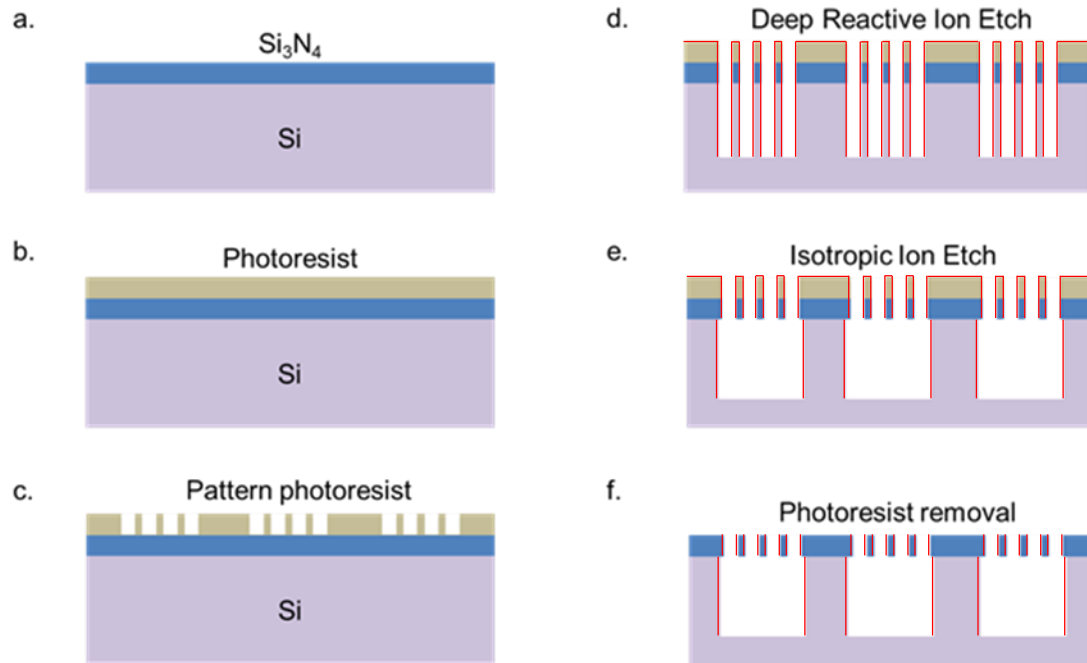 a.
Si₃N₄
Si
b.
Photoresist
Si
c.
Pattern photoresist
Si
d.
Deep Reactive Ion Etch
e.
Isotropic Ion Etch
f.
Photoresist removal